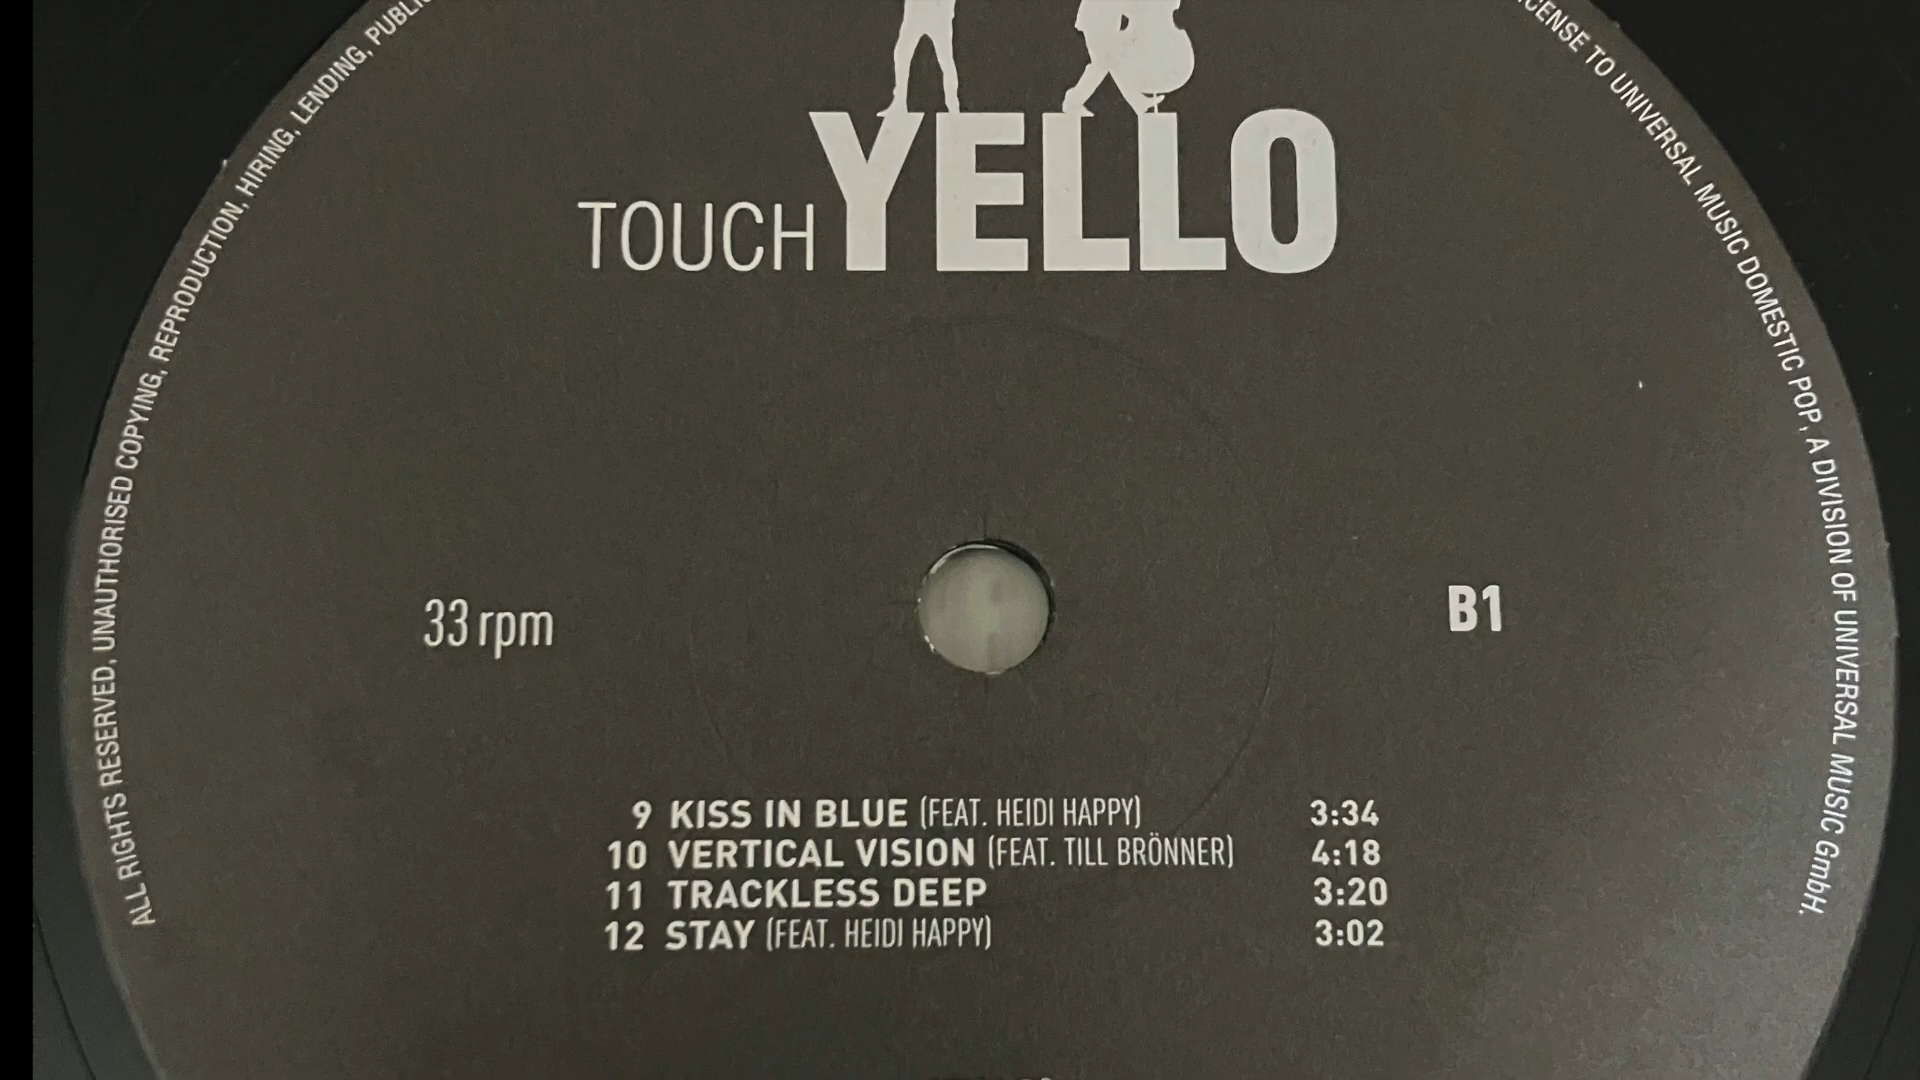 TOUCH YELLO
33 rpm
B1
9 KISS IN BLUE (FEAT. HEIDI HAPPY) 3:34
10 VERTICAL VISION (FEAT. TILL BRÖNNER) 4:18
11 TRACKLESS DEEP 3:20
12 STAY (FEAT. HEIDI HAPPY) 3:02
ALL RIGHTS RESERVED, UNAUTHORISED COPYING, REPRODUCTION, HIRING, LENDING,
TO UNIVERSAL MUSIC DOMESTIC POP, A DIVISION OF UNIVERSAL MUSIC GmbH.